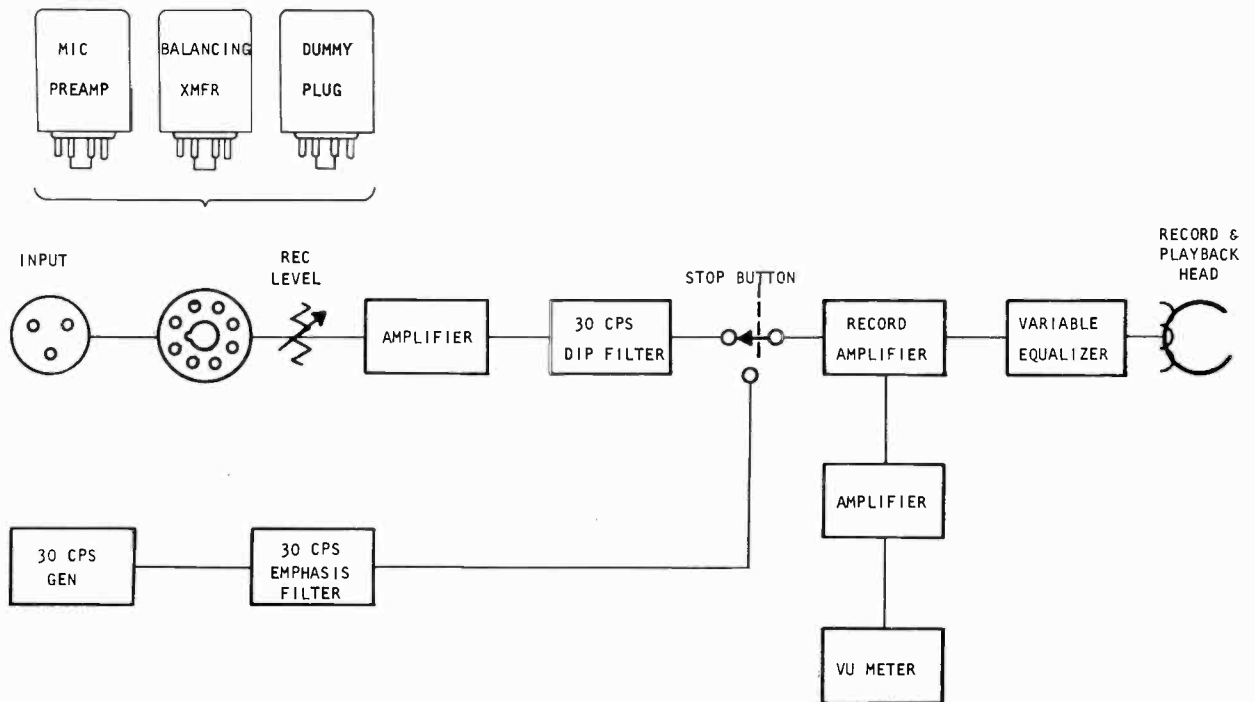 MIC
PREAMP
BALANCING
XMFR
DUMMY
PLUG
INPUT
REC
LEVEL
AMPLIFIER
30 CPS
DIP FILTER
STOP BUTTON
RECORD
AMPLIFIER
VARIABLE
EQUALIZER
RECORD &
PLAYBACK
HEAD
AMPLIFIER
30 CPS
GEN
30 CPS
EMPHASIS
FILTER
VU METER